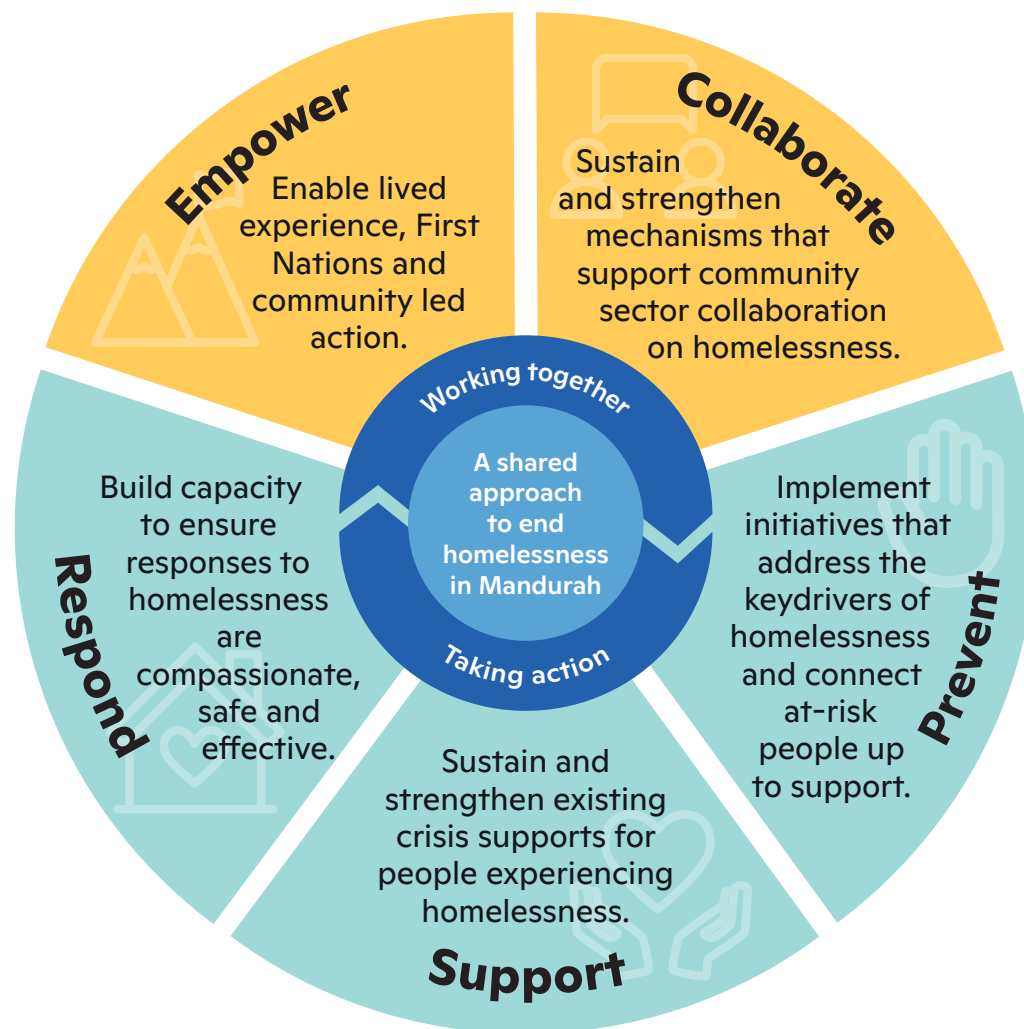 Empower
Enable lived
experience, First
Nations and
community led
action.
Collaborate
Sustain
and strengthen
mechanisms that
support community
sector collaboration
on homelessness.
Working together
A shared
approach
to end
homelessness
in Mandurah
Taking action
Respond
Build capacity
to ensure
responses to
homelessness
are
compassionate,
safe and
effective.
Prevent
Implement
initiatives that
address the
keydrivers of
homelessness
and connect
at-risk
people up
to support.
Sustain and
strengthen existing
crisis supports for
people experiencing
homelessness.
Support